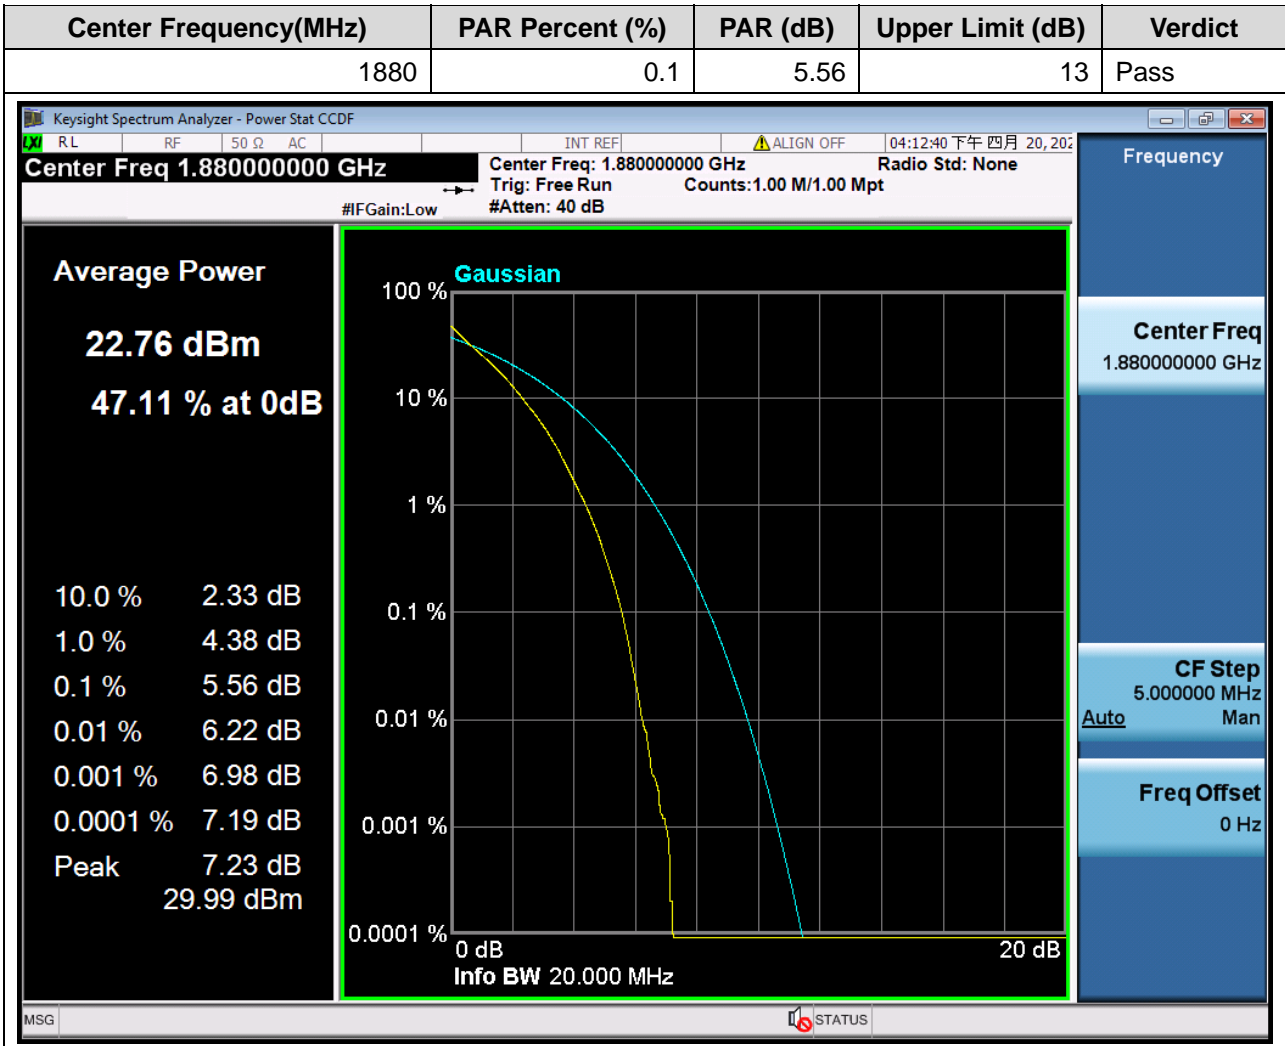 Center Frequency(MHz) PAR Percent (%) PAR (dB) Upper Limit (dB) Verdict
1880 0.1 5.56 13 Pass
Keysight Spectrum Analyzer - Power Stat CCDF
LXI RL RF 50 Ω AC INT REF ALIGN OFF 04:12:40 下午 四月 20, 202
Center Freq 1.880000000 GHz
Center Freq: 1.880000000 GHz Radio Std: None
Trig: Free Run Counts:1.00 M/1.00 Mpt
#IFGain:Low #Atten: 40 dB
Frequency
Average Power
22.76 dBm
47.11 % at 0dB
10.0 % 2.33 dB
1.0 % 4.38 dB
0.1 % 5.56 dB
0.01 % 6.22 dB
0.001 % 6.98 dB
0.0001 % 7.19 dB
Peak 7.23 dB
29.99 dBm
Gaussian
100 %
10 %
1 %
0.1 %
0.01 %
0.001 %
0.0001 %
0 dB 20 dB
Info BW 20.000 MHz
Center Freq
1.880000000 GHz
CF Step
5.000000 MHz
Auto Man
Freq Offset
0 Hz
MSG STATUS